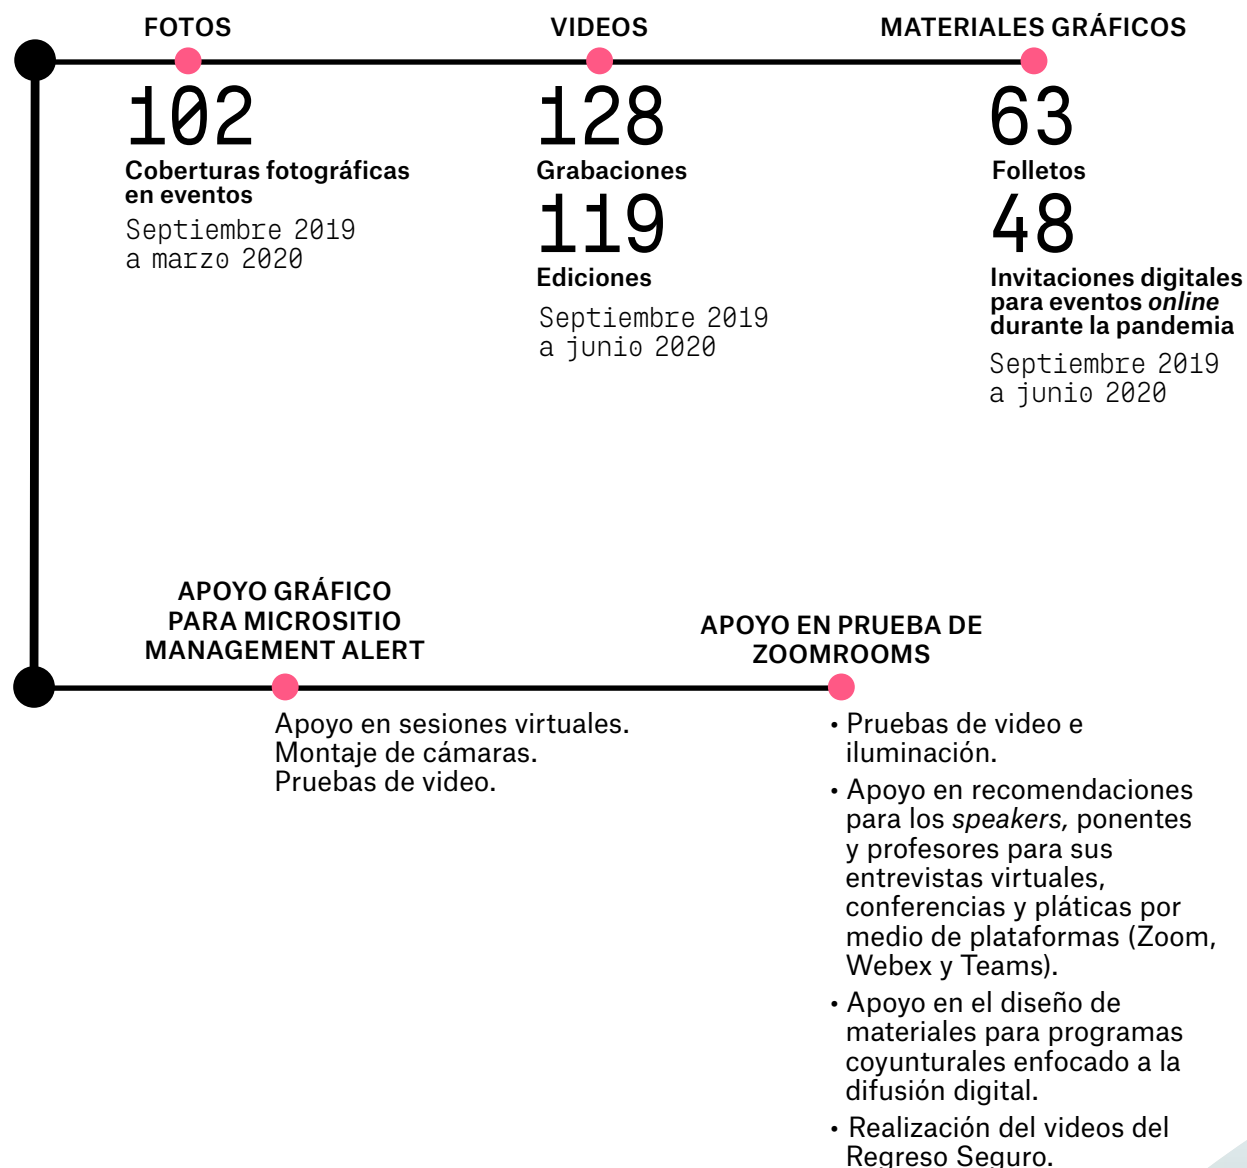 FOTOS
102
Coberturas fotográficas
en eventos
Septiembre 2019
a marzo 2020
VIDEOS
128
Grabaciones
119
Ediciones
Septiembre 2019
a junio 2020
MATERIALES GRÁFICOS
63
Folletos
48
Invitaciones digitales
para eventos online
durante la pandemia
Septiembre 2019
a junio 2020
APOYO GRÁFICO
PARA MICROSITIO
MANAGEMENT ALERT
Apoyo en sesiones virtuales.
Montaje de cámaras.
Pruebas de video.
APOYO EN PRUEBA DE
ZOOMROOMS
• Pruebas de video e
iluminación.
• Apoyo en recomendaciones
para los speakers, ponentes
y profesores para sus
entrevistas virtuales,
conferencias y pláticas por
medio de plataformas (Zoom,
Webex y Teams).
• Apoyo en el diseño de
materiales para programas
coyunturales enfocado a la
difusión digital.
• Realización del videos del
Regreso Seguro.